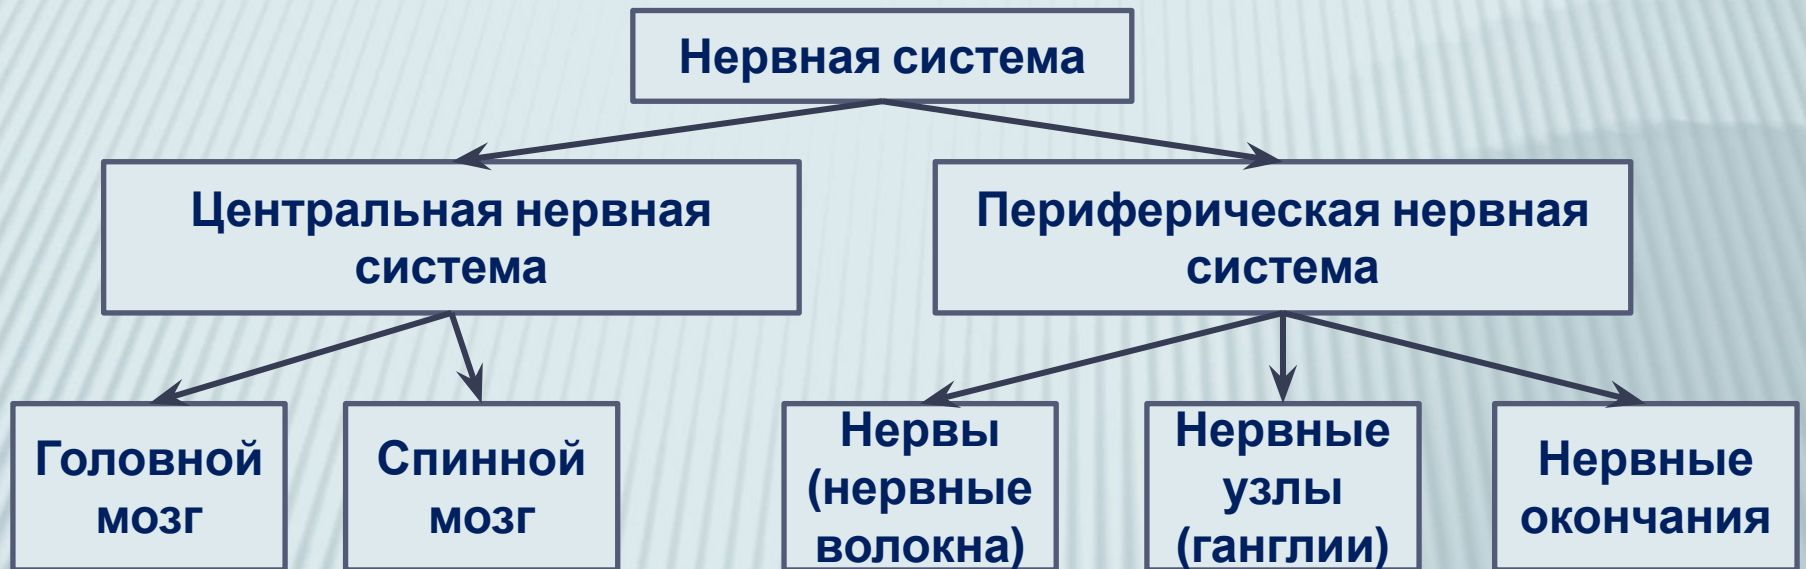 Нервная система
Центральная нервная
система
Периферическая нервная
система
Головной
мозг
Спинной
мозг
Нервы
(нервные
волокна)
Нервные
узлы
(ганглии)
Нервные
окончания